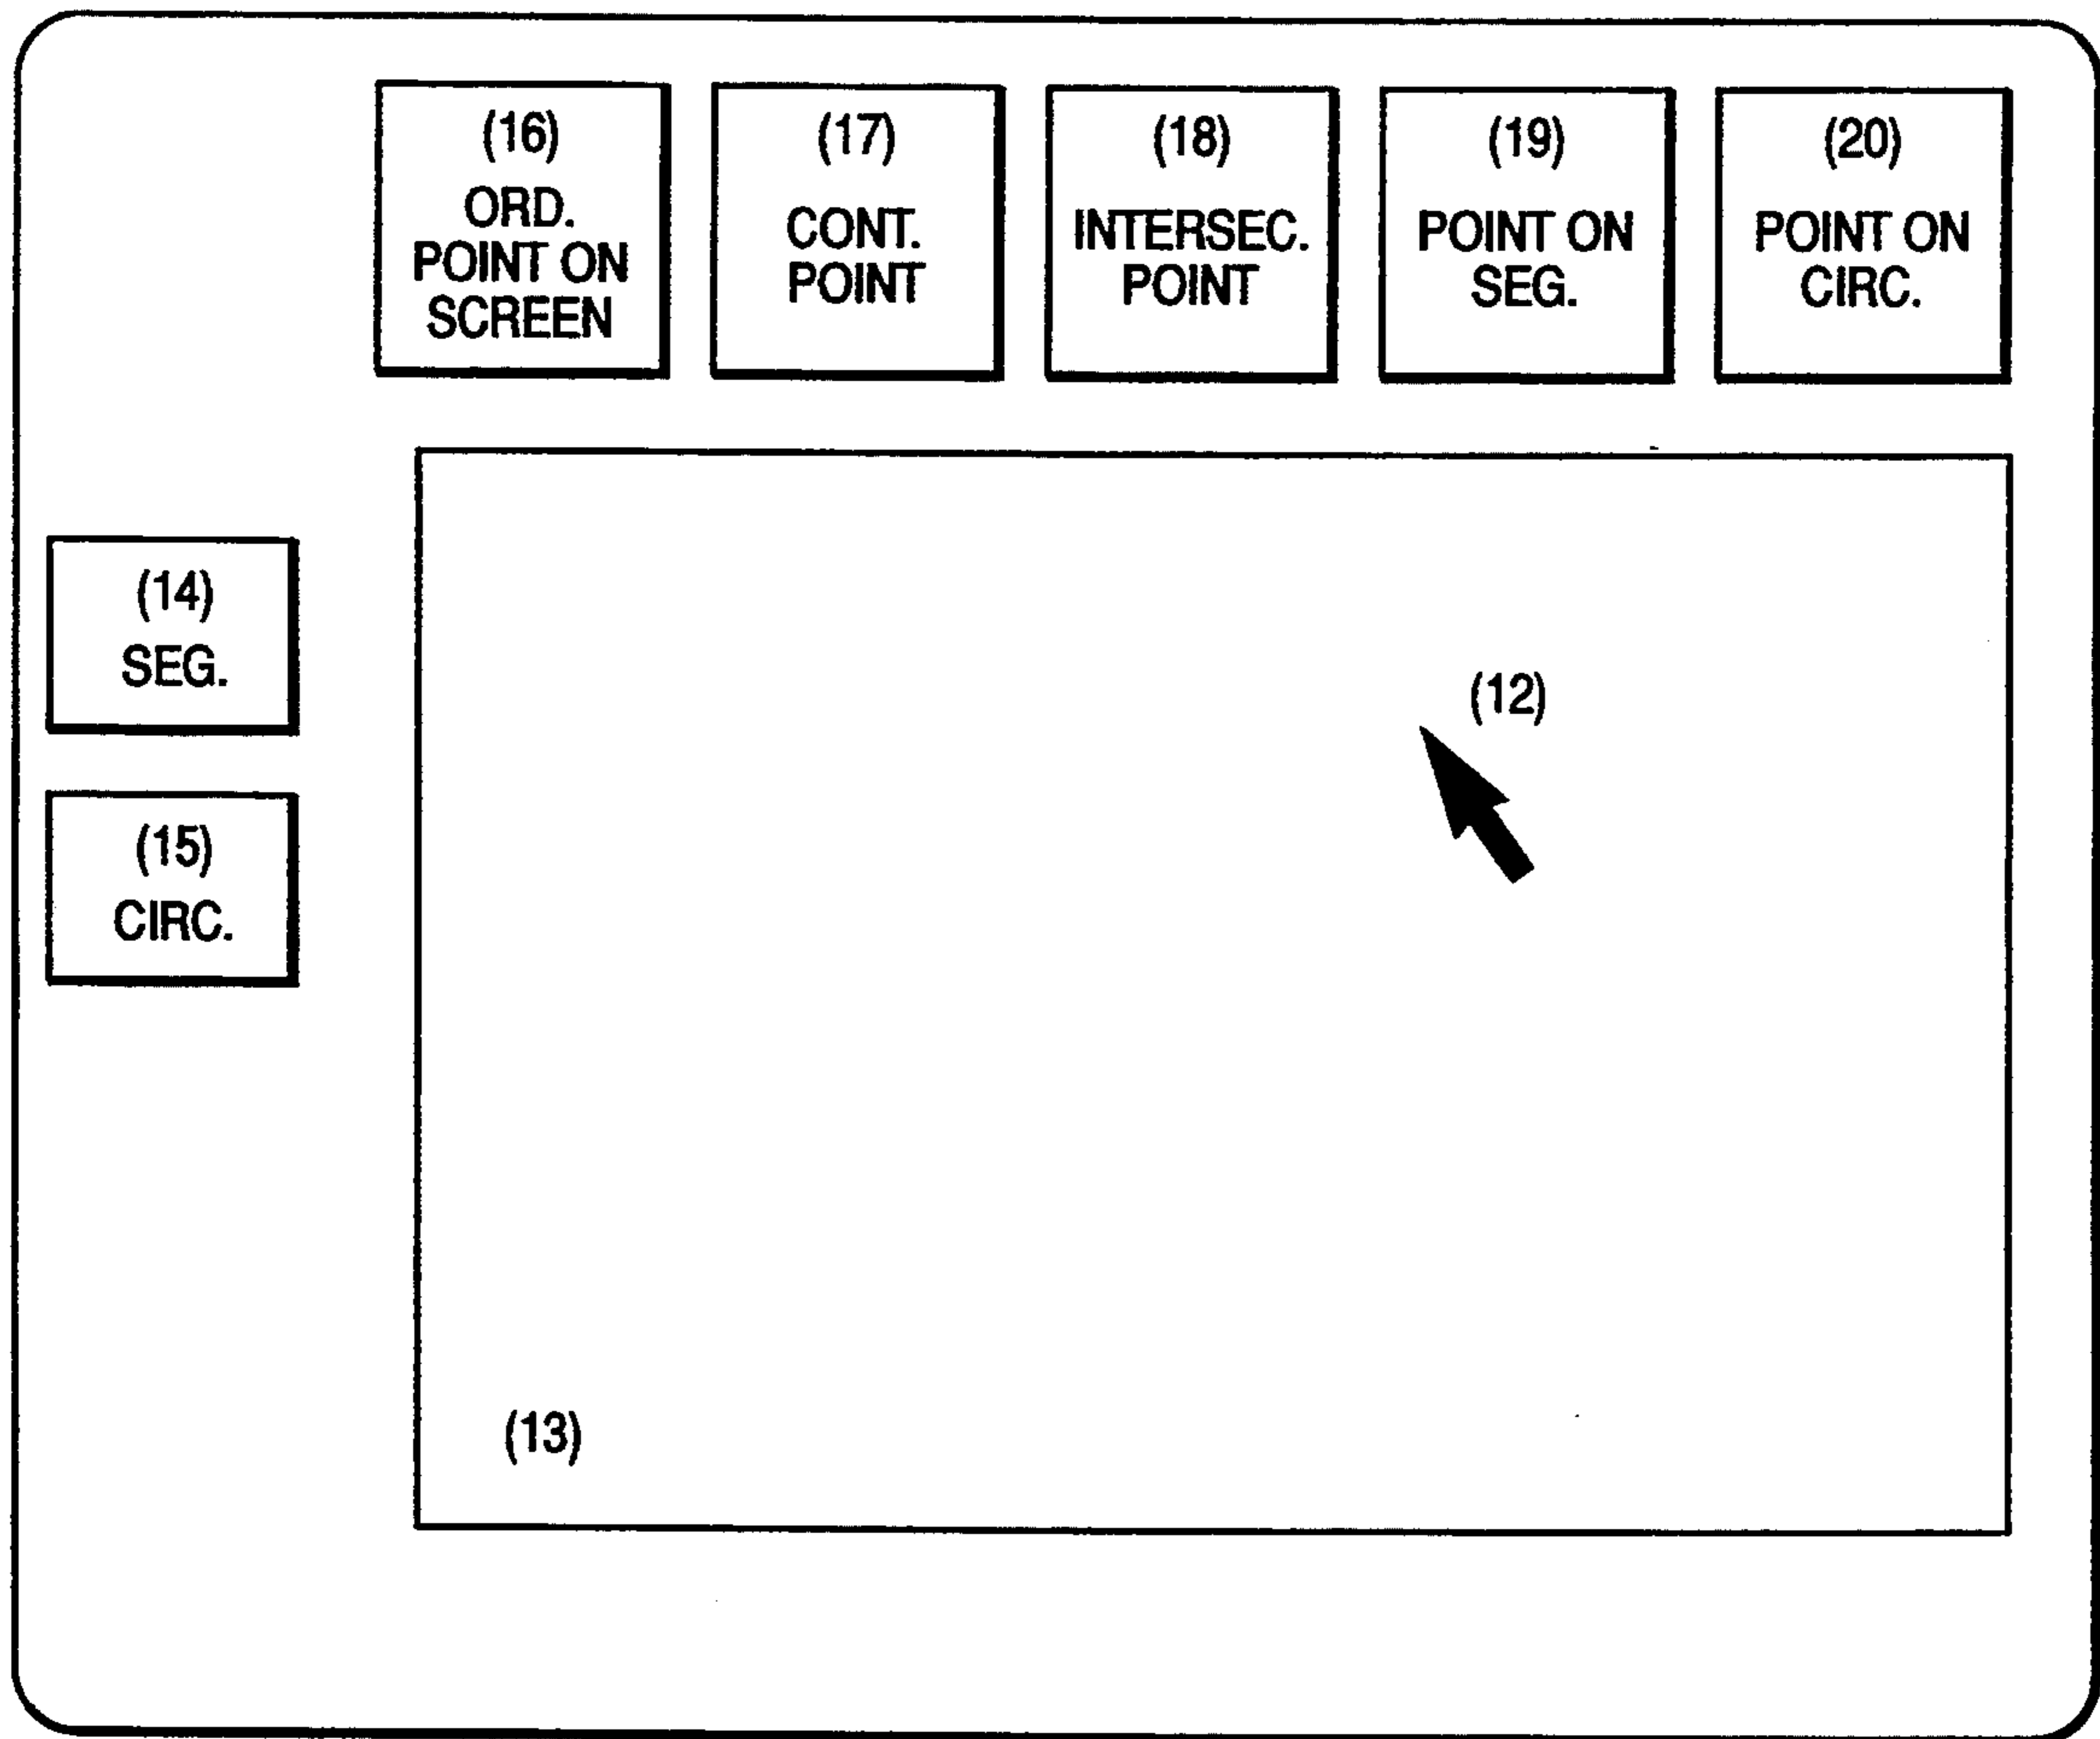 (16)
ORD.
POINT ON
SCREEN
(17)
CONT.
POINT
(18)
INTERSEC.
POINT
(19)
POINT ON
SEG.
(20)
POINT ON
CIRC.
(14)
SEG.
(15)
CIRC.
(12)
(13)